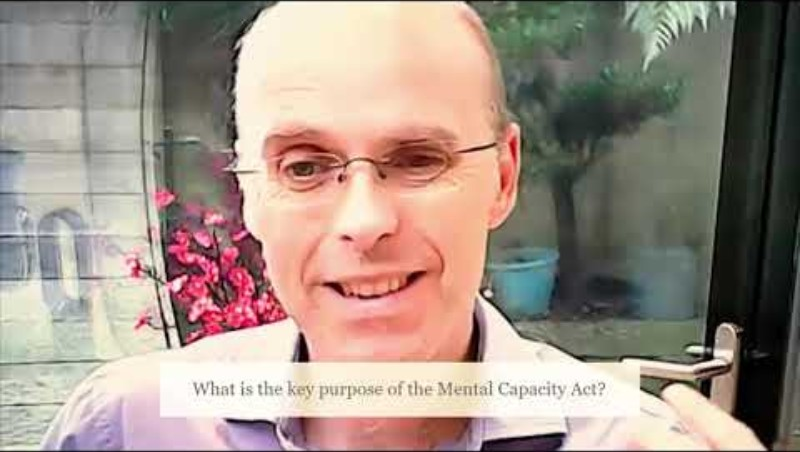 What is the key purpose of the Mental Capacity Act?